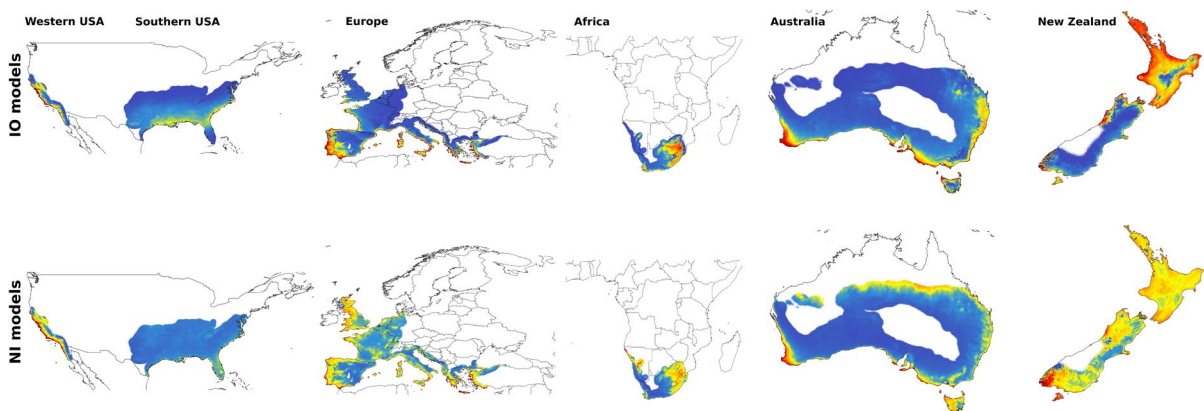 Western USA Southern USA Europe Africa Australia New Zealand
IO models
NI models